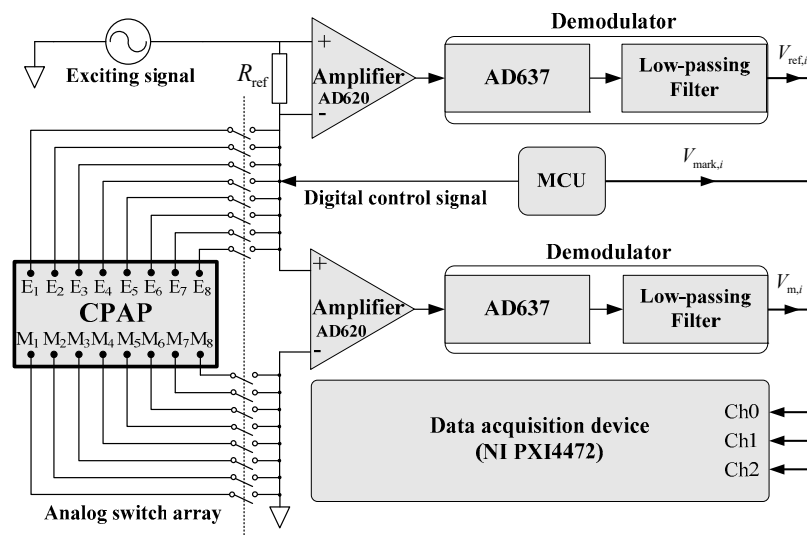 Demodulator
Exciting signal
R_ref
+
-
Amplifier
AD620
AD637
Low-passing
Filter
V_ref,i
Digital control signal
MCU
V_mark,i
Demodulator
+
-
Amplifier
AD620
AD637
Low-passing
Filter
V_m,i
E1 E2 E3 E4 E5 E6 E7 E8
CPAP
M1 M2 M3 M4 M5 M6 M7 M8
Data acquisition device
(NI PXI4472)
Ch0
Ch1
Ch2
Analog switch array